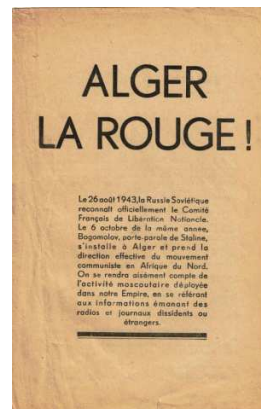 ALGER
LA ROUGE !
Le 26 août 1943, la Russie Soviétique
reconnaît officiellement le Comité
Français de Libération Nationale.
Le 6 octobre de la même année,
Bogomolov, porte-parole de Staline,
s'installe à Alger et prend la
direction effective du mouvement
communiste en Afrique du Nord.
On se rendra aisément compte de
l'activité moscoutaire déployée
dans notre Empire, en se référant
aux informations émanant des
radios et journaux dissidents ou
étrangers.